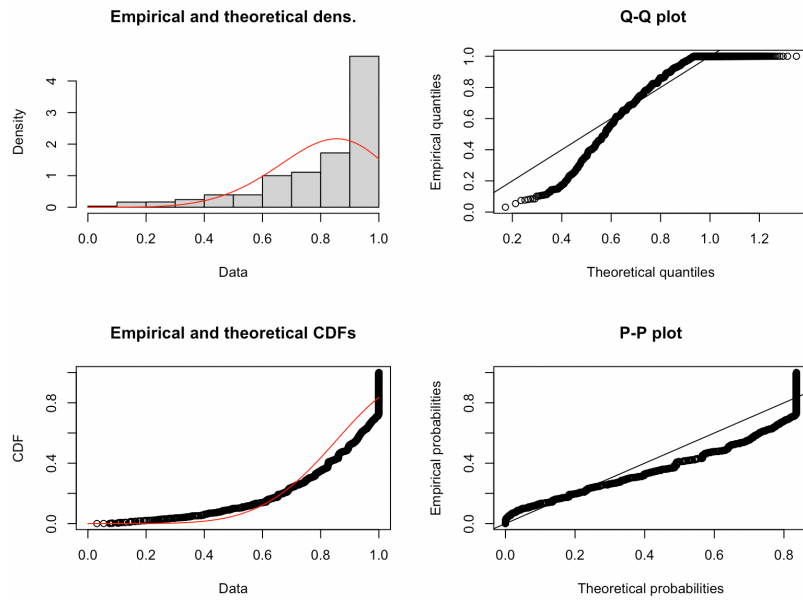 Empirical and theoretical dens.
Density
0 1 2 3 4
0.0 0.2 0.4 0.6 0.8 1.0
Data
Q-Q plot
Empirical quantiles
0.0 0.2 0.4 0.6 0.8 1.0
0.2 0.4 0.6 0.8 1.0 1.2
Theoretical quantiles
Empirical and theoretical CDFs
CDF
0.0 0.4 0.8
0.0 0.2 0.4 0.6 0.8 1.0
Data
P-P plot
Empirical probabilities
0.0 0.4 0.8
0.0 0.2 0.4 0.6 0.8
Theoretical probabilities